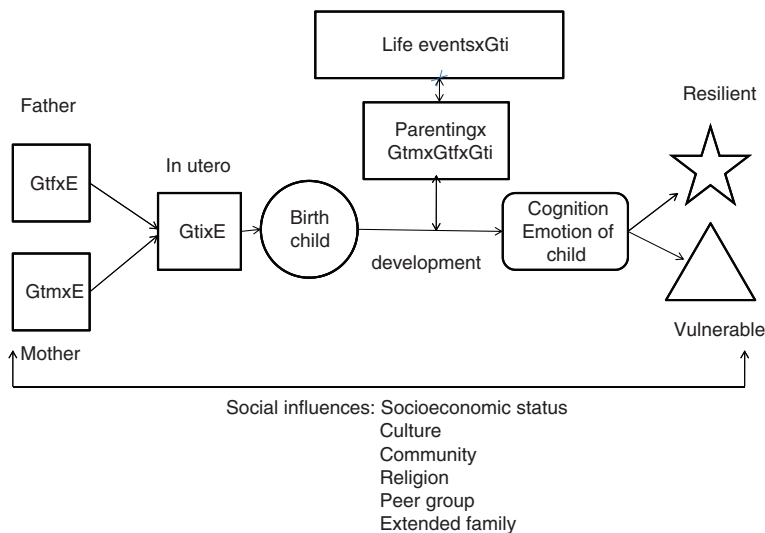 Life eventsxGti
Father
Resilient
Parentingx
GtmxGtfxGti
In utero
GtfxE
GtixE
Birth
child
Cognition
Emotion of
child
development
GtmxE
Mother
Vulnerable
Social influences: Socioeconomic status
Culture
Community
Religion
Peer group
Extended family